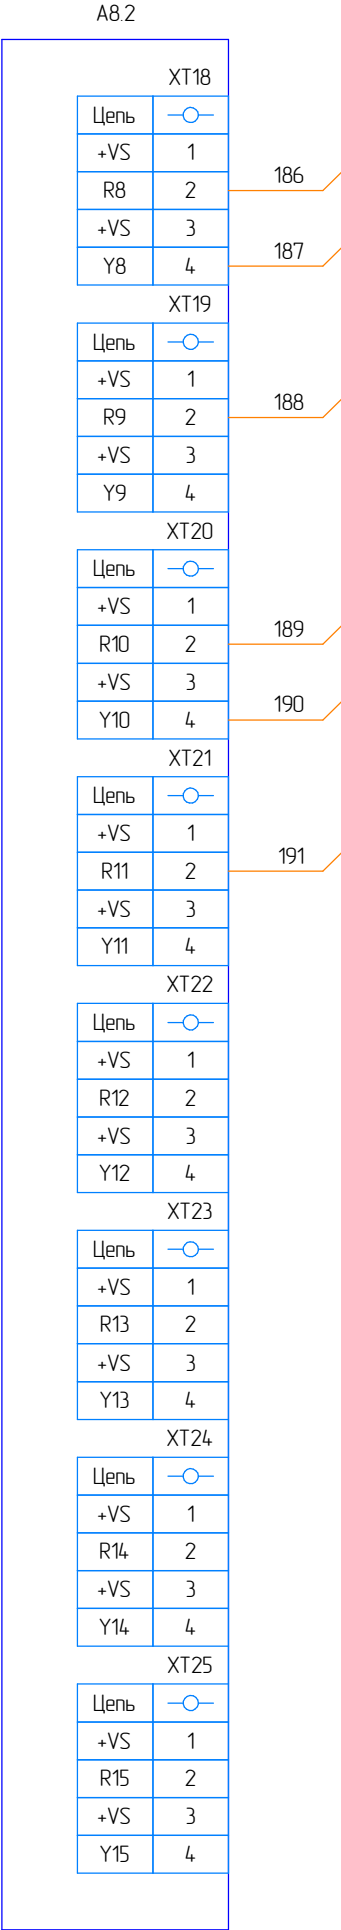 A8.2
XT18
Цепь
+VS 1
R8 2 186
+VS 3
Y8 4 187
XT19
Цепь
+VS 1
R9 2 188
+VS 3
Y9 4
XT20
Цепь
+VS 1
R10 2 189
+VS 3
Y10 4 190
XT21
Цепь
+VS 1
R11 2 191
+VS 3
Y11 4
XT22
Цепь
+VS 1
R12 2
+VS 3
Y12 4
XT23
Цепь
+VS 1
R13 2
+VS 3
Y13 4
XT24
Цепь
+VS 1
R14 2
+VS 3
Y14 4
XT25
Цепь
+VS 1
R15 2
+VS 3
Y15 4